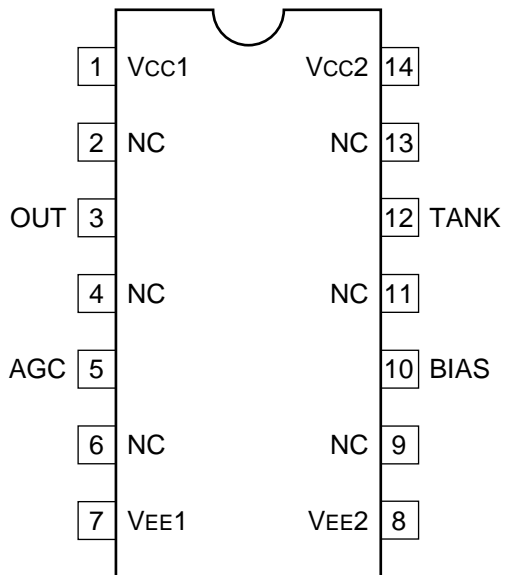 1 VCC1 VCC2 14
2 NC NC 13
OUT 3 12 TANK
4 NC NC 11
AGC 5 10 BIAS
6 NC NC 9
7 VEE1 VEE2 8